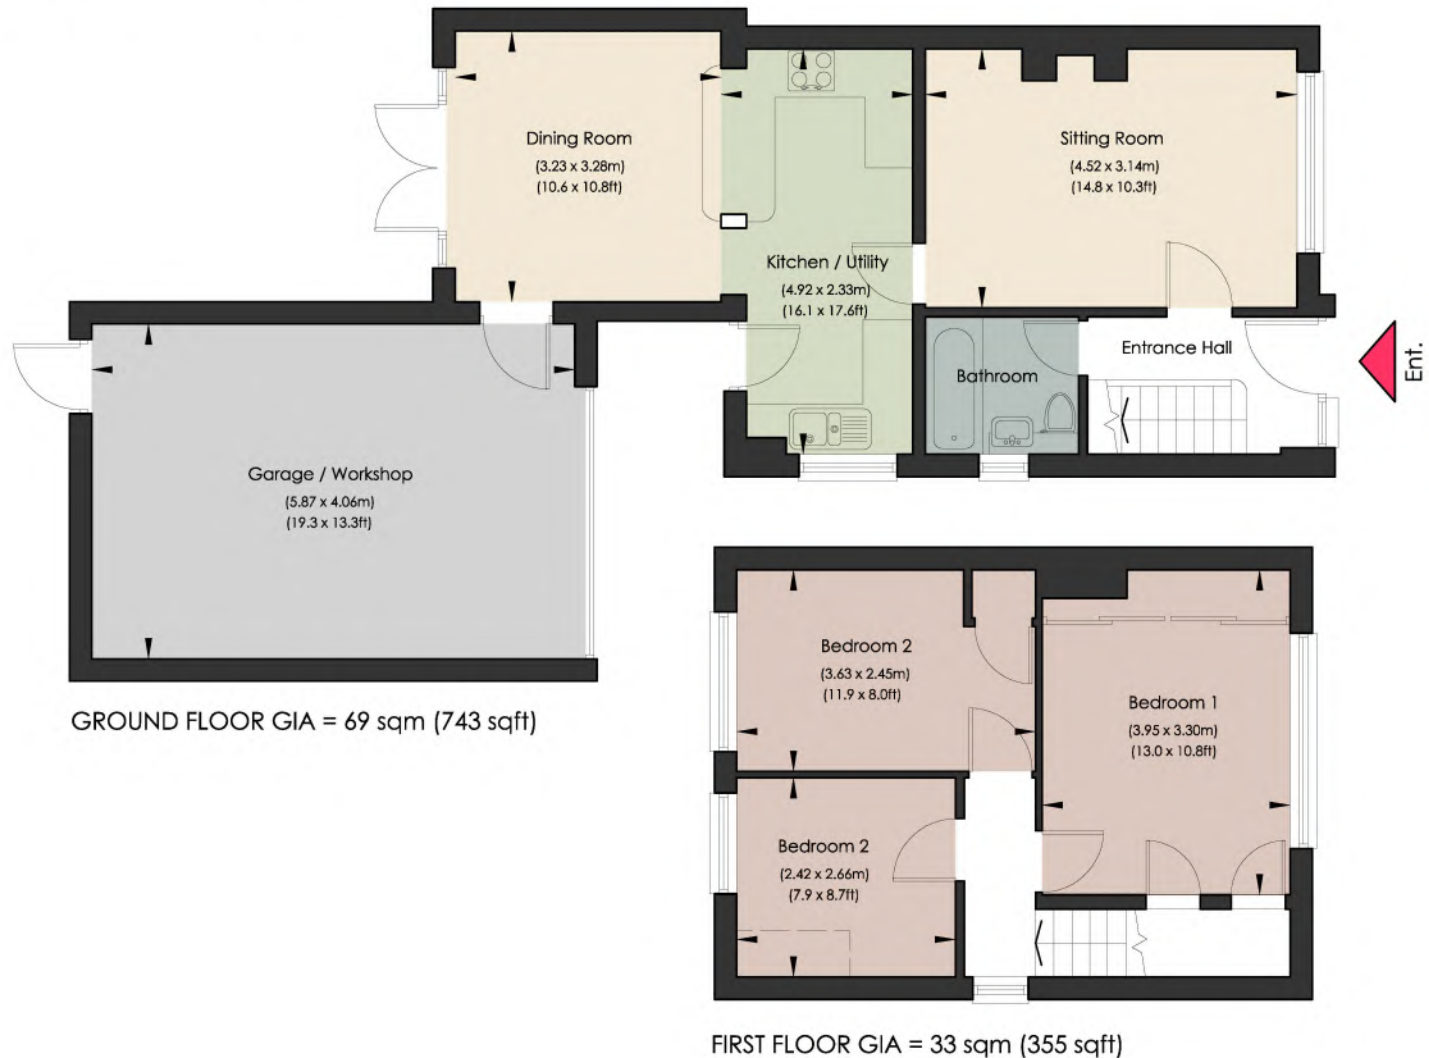 Dining Room
(3.23 x 3.28m)
(10.6 x 10.8ft)
Kitchen / Utility
(4.92 x 2.33m)
(16.1 x 17.6ft)
Sitting Room
(4.52 x 3.14m)
(14.8 x 10.3ft)
Bathroom
Entrance Hall
Ent.
Garage / Workshop
(5.87 x 4.06m)
(19.3 x 13.3ft)
GROUND FLOOR GIA = 69 sqm (743 sqft)
Bedroom 2
(3.63 x 2.45m)
(11.9 x 8.0ft)
Bedroom 1
(3.95 x 3.30m)
(13.0 x 10.8ft)
Bedroom 2
(2.42 x 2.66m)
(7.9 x 8.7ft)
FIRST FLOOR GIA = 33 sqm (355 sqft)